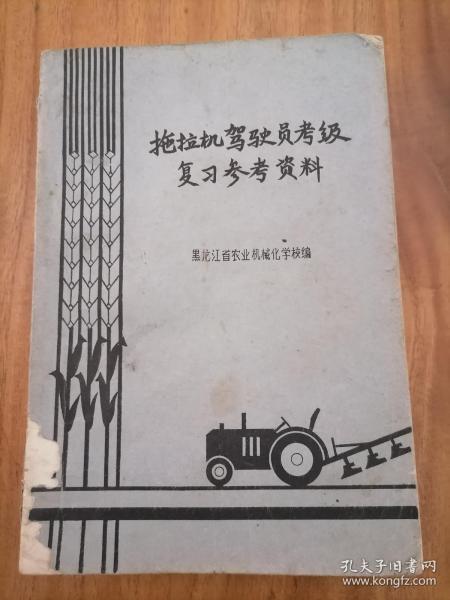 拖拉机驾驶员考级
复习参考资料
黑龙江省农业机械化学校编
孔夫子旧书网
www.kongfz.com